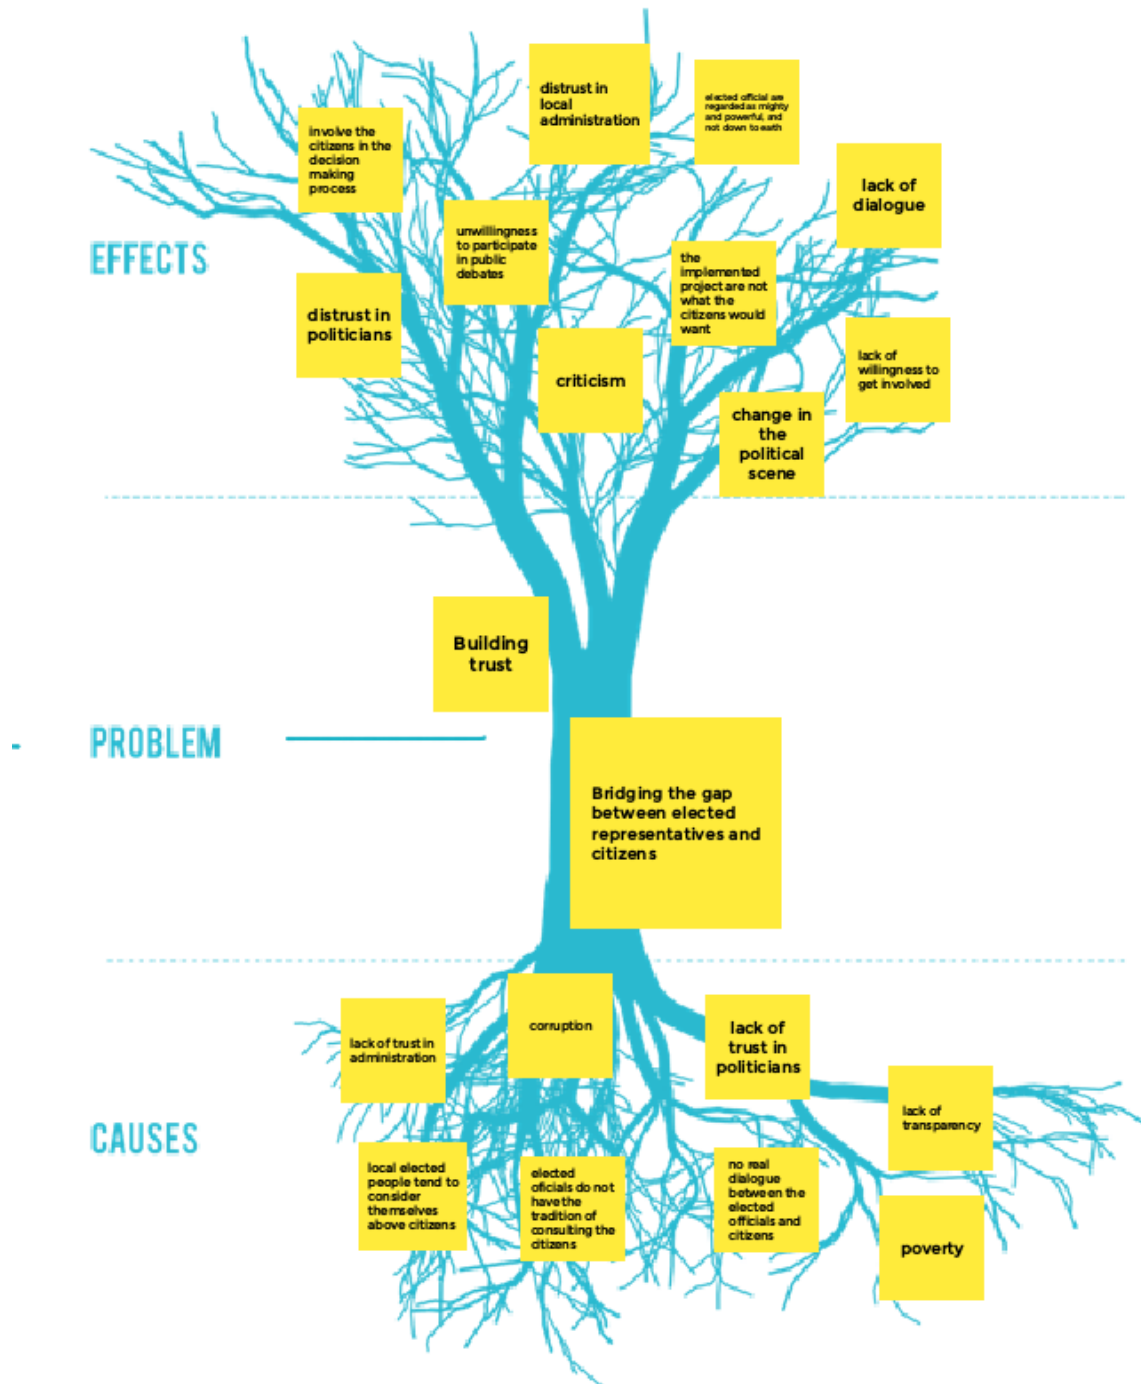 distrust in
local
administration
elected official are
regarded as mighty
and powerful, and
not down to eath
involve the
citizens in the
decision
making
process
lack of
dialogue
unwillingness
to participate
in public
debates
EFFECTS
the
implemented
project are not
what the
citizens would
want
distrust in
politicians
criticism
lack of
willingness to
get involved
change in
the
political
scene
Building
trust
PROBLEM
Bridging the gap
between elected
representatives and
citizens
lack of trust in
administration
corruption
lack of
trust in
politicians
lack of
transparency
CAUSES
local elected
people tend to
consider
themselves
above citizens
elected
oficials do not
have the
tradition of
consulting the
citizens
no real
dialogue
between the
elected
officials and
citizens
poverty